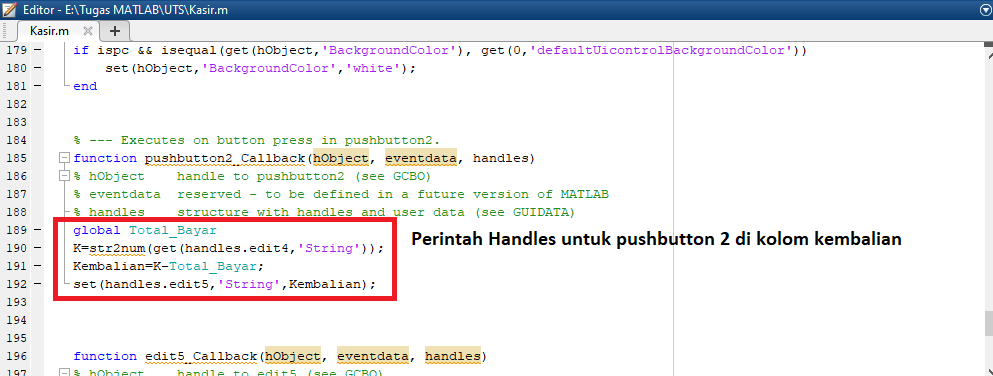 Editor - E:\Tugas MATLAB\UTS\Kasir.m
Kasir.m × +
179 - if ispc && isequal(get(hObject,'BackgroundColor'), get(0,'defaultUicontrolBackgroundColor'))
180 - set(hObject,'BackgroundColor','white');
181 - end
182
183
184 % --- Executes on button press in pushbutton2.
185 function pushbutton2_Callback(hObject, eventdata, handles)
186 % hObject    handle to pushbutton2 (see GCBO)
187 % eventdata  reserved - to be defined in a future version of MATLAB
188 % handles    structure with handles and user data (see GUIDATA)
189 - global Total_Bayar
190 - K=str2num(get(handles.edit4,'String'));
191 - Kembalian=K-Total_Bayar;
192 - set(handles.edit5,'String',Kembalian);
Perintah Handles untuk pushbutton 2 di kolom kembalian
193
194
195
196 function edit5_Callback(hObject, eventdata, handles)
197 % hObject    handle to edit5 (see GCBO)